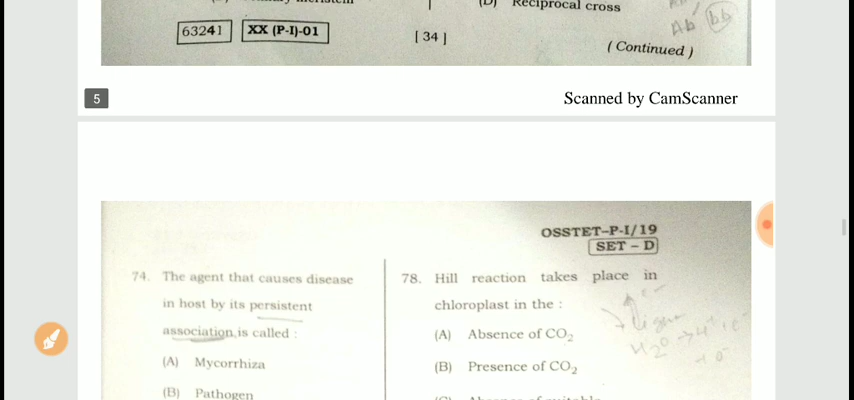 (D) Reciprocal cross
Ab bb
63241 XX (P-I)-01
[ 34 ]
( Continued )
5
Scanned by CamScanner
OSSTET–P-I/19
SET – D
74. The agent that causes disease
in host by its persistent
association is called :
(A) Mycorrhiza
(B) Pathogen
78. Hill reaction takes place in
chloroplast in the :
(A) Absence of CO₂
(B) Presence of CO₂